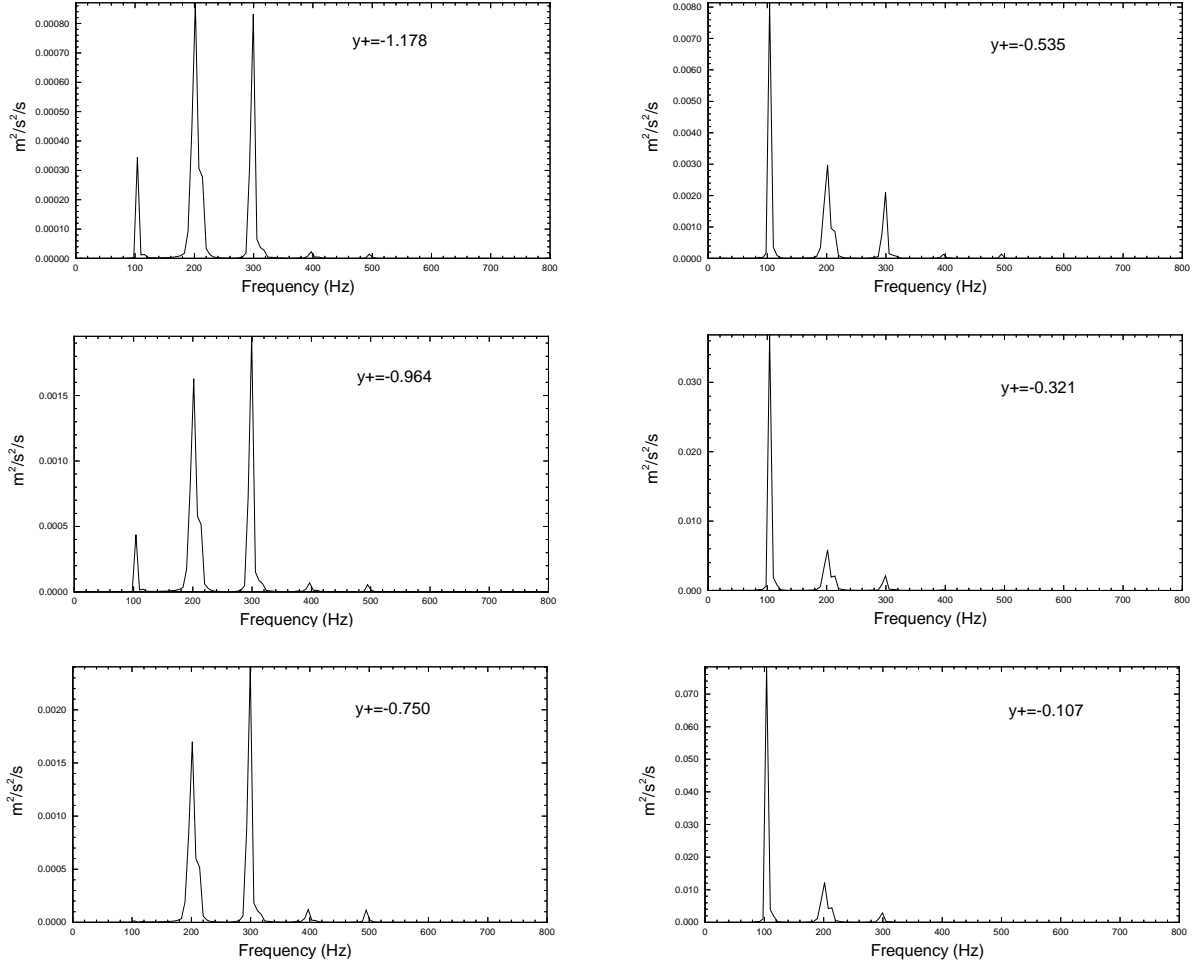 y+=-1.178
m²/s²/s
0.00080
0.00070
0.00060
0.00050
0.00040
0.00030
0.00020
0.00010
0.00000
0 100 200 300 400 500 600 700 800
Frequency (Hz)
y+=-0.535
m²/s²/s
0.0080
0.0070
0.0060
0.0050
0.0040
0.0030
0.0020
0.0010
0.0000
0 100 200 300 400 500 600 700 800
Frequency (Hz)
y+=-0.964
m²/s²/s
0.0015
0.0010
0.0005
0.0000
0 100 200 300 400 500 600 700 800
Frequency (Hz)
y+=-0.321
m²/s²/s
0.030
0.020
0.010
0.000
0 100 200 300 400 500 600 700 800
Frequency (Hz)
y+=-0.750
m²/s²/s
0.0020
0.0015
0.0010
0.0005
0.0000
0 100 200 300 400 500 600 700 800
Frequency (Hz)
y+=-0.107
m²/s²/s
0.070
0.060
0.050
0.040
0.030
0.020
0.010
0.000
0 100 200 300 400 500 600 700 800
Frequency (Hz)